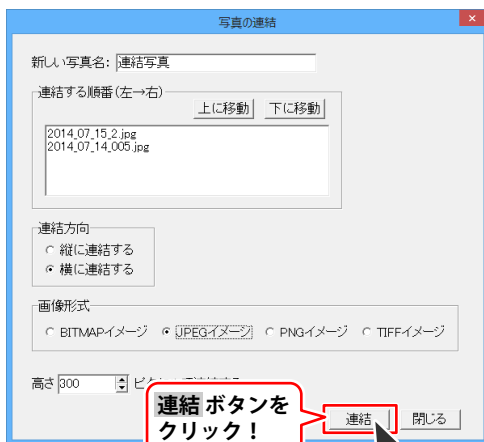 写真の連結
新しい写真名: 連結写真
連結する順番(左→右)
上に移動 下に移動
2014_07_15_2.jpg
2014_07_14_005.jpg
連結方向
縦に連結する
横に連結する
画像形式
BITMAPイメージ JPEGイメージ PNGイメージ TIFFイメージ
高さ 300
連結 ボタンを
クリック!
連結 閉じる